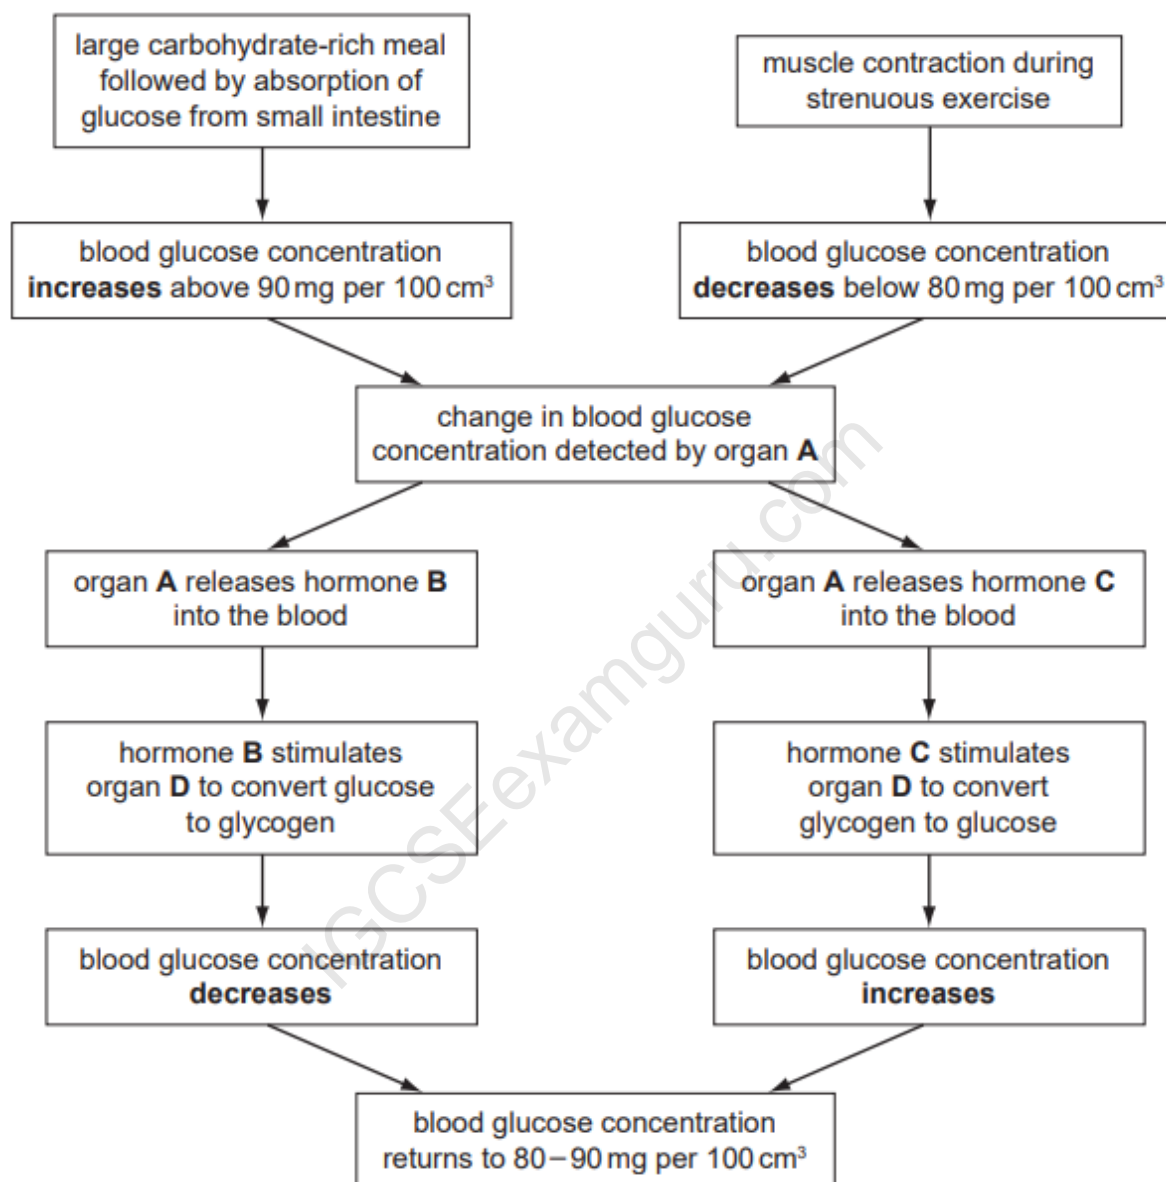 large carbohydrate-rich meal
followed by absorption of
glucose from small intestine
muscle contraction during
strenuous exercise
blood glucose concentration
increases above 90 mg per 100 cm³
blood glucose concentration
decreases below 80 mg per 100 cm³
change in blood glucose
concentration detected by organ A
organ A releases hormone B
into the blood
organ A releases hormone C
into the blood
hormone B stimulates
organ D to convert glucose
to glycogen
hormone C stimulates
organ D to convert
glycogen to glucose
blood glucose concentration
decreases
blood glucose concentration
increases
blood glucose concentration
returns to 80–90 mg per 100 cm³
IGCSEexamguru.com